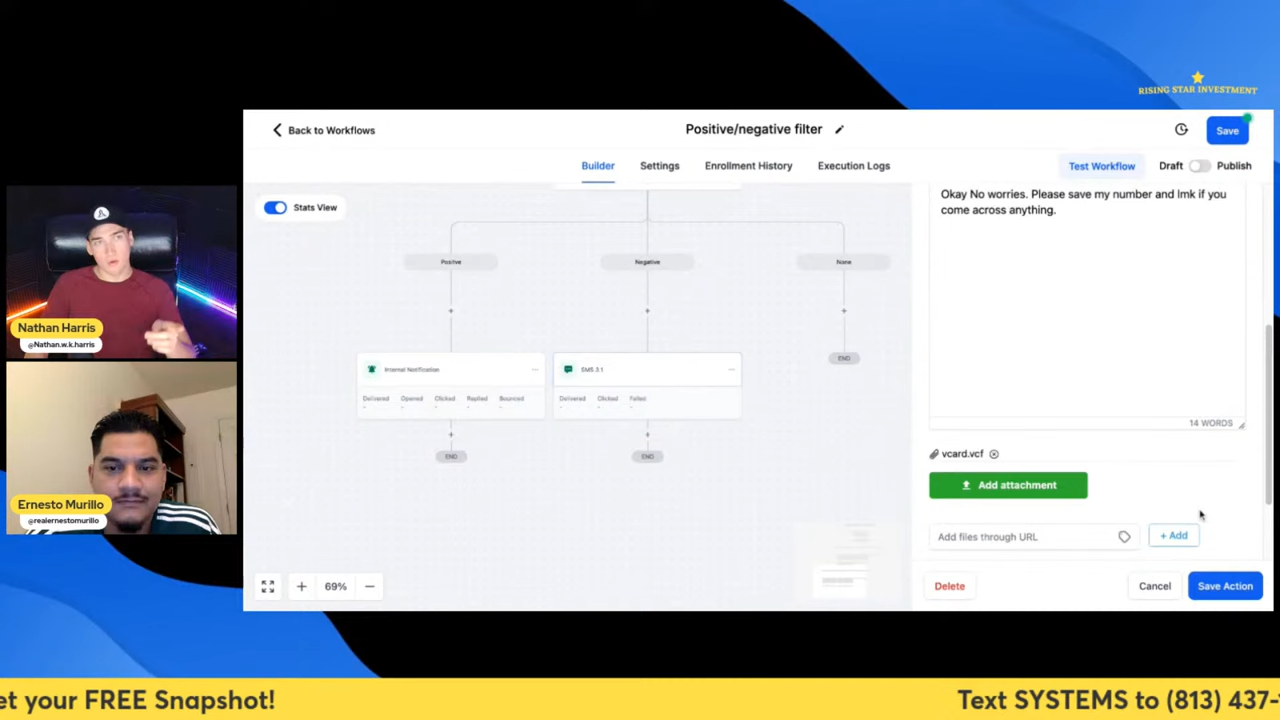 RISING STAR INVESTMENT
Back to Workflows
Positive/negative filter
Save
Builder
Settings
Enrollment History
Execution Logs
Test Workflow
Draft
Publish
Stats View
Okay No worries. Please save my number and lmk if you
come across anything.
Positive
Negative
None
Nathan Harris
@Nathan.w.k.harris
END
Internal Notification
SMS 3.1
Delivered
Opened
Clicked
Replied
Bounced
Delivered
Clicked
Failed
14 WORDS
vcard.vcf
END
END
Add attachment
Ernesto Murillo
@realernestomurillo
Add files through URL
+ Add
69%
Delete
Cancel
Save Action
et your FREE Snapshot!
Text SYSTEMS to (813) 437-